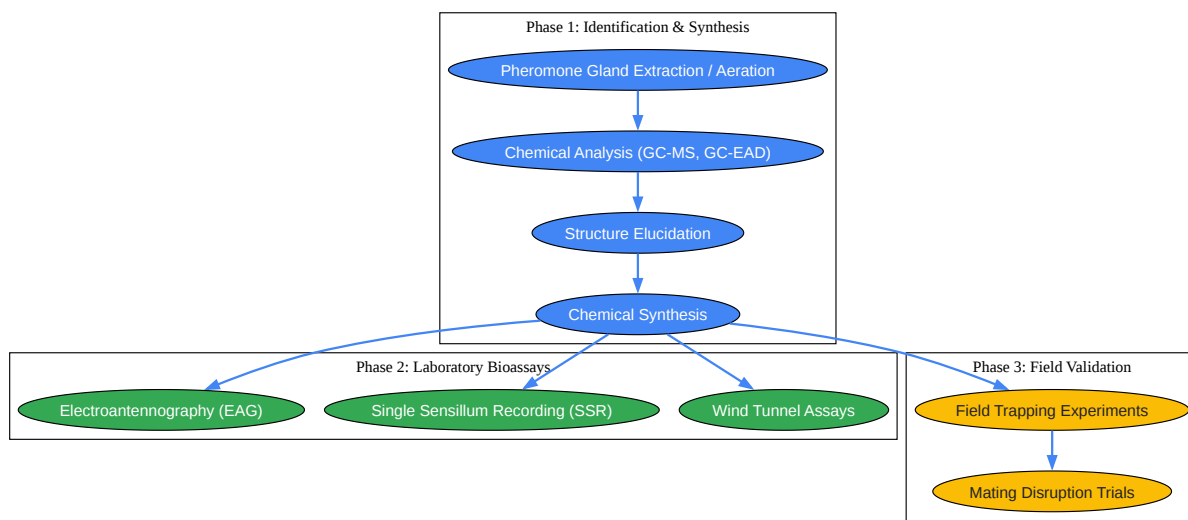 Phase 1: Identification & Synthesis
Pheromone Gland Extraction / Aeration
Chemical Analysis (GC-MS, GC-EAD)
Structure Elucidation
Chemical Synthesis
Phase 2: Laboratory Bioassays
Electroantennography (EAG)
Single Sensillum Recording (SSR)
Wind Tunnel Assays
Phase 3: Field Validation
Field Trapping Experiments
Mating Disruption Trials